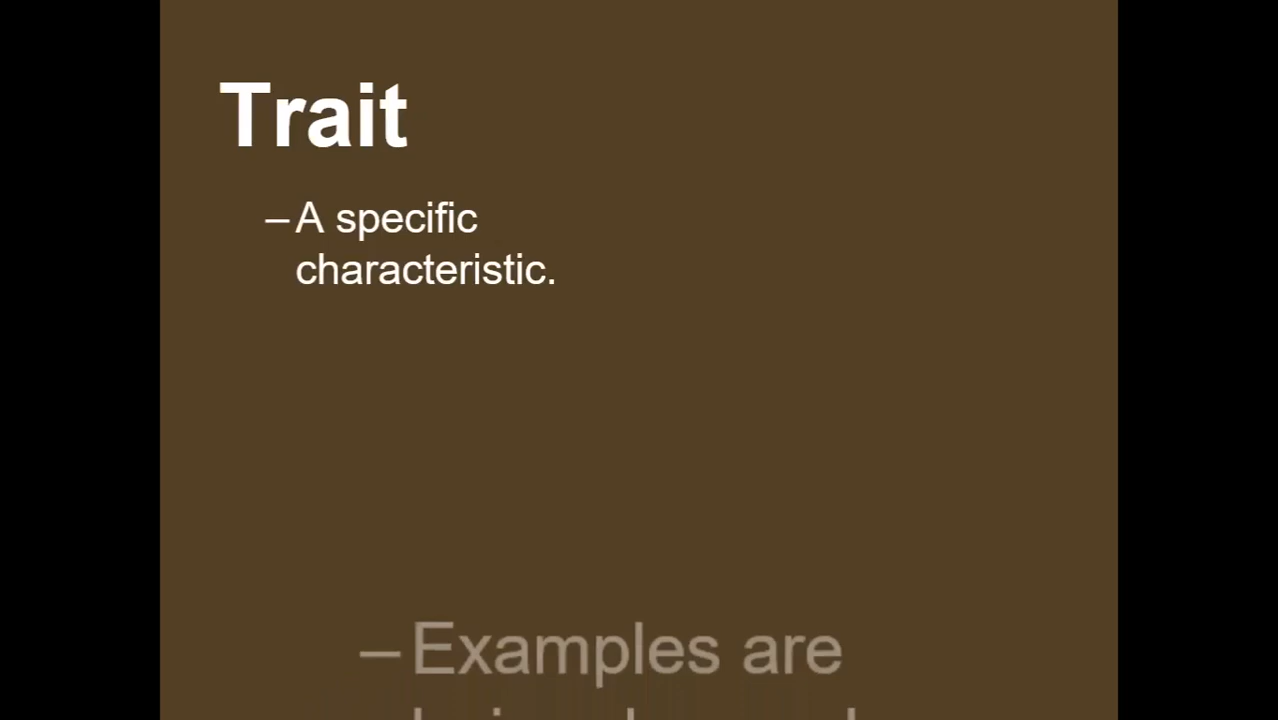 Trait
–A specific
characteristic.
–Examples are